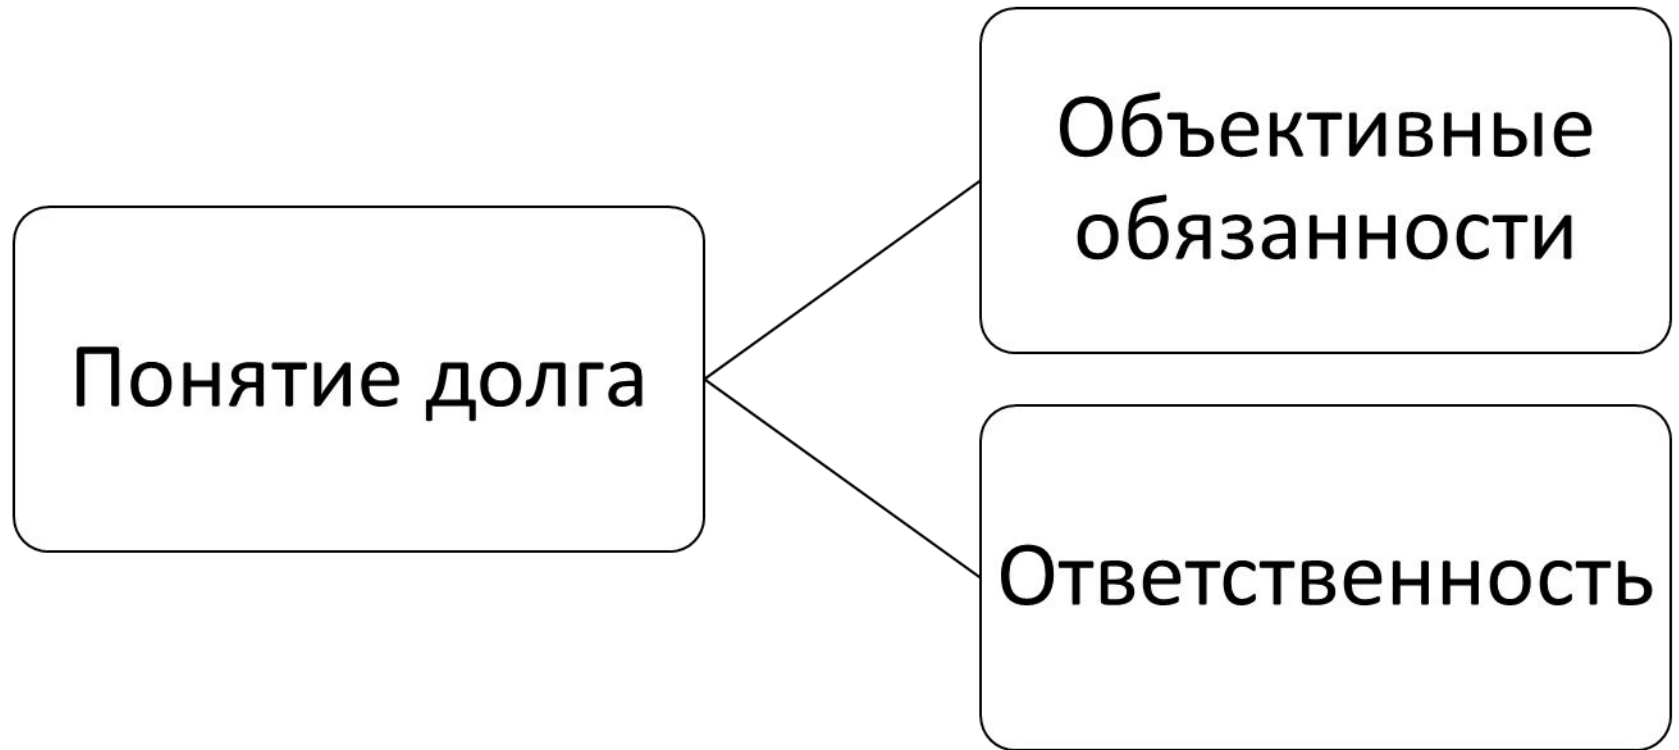 Понятие долга
Объективные
обязанности
Ответственность